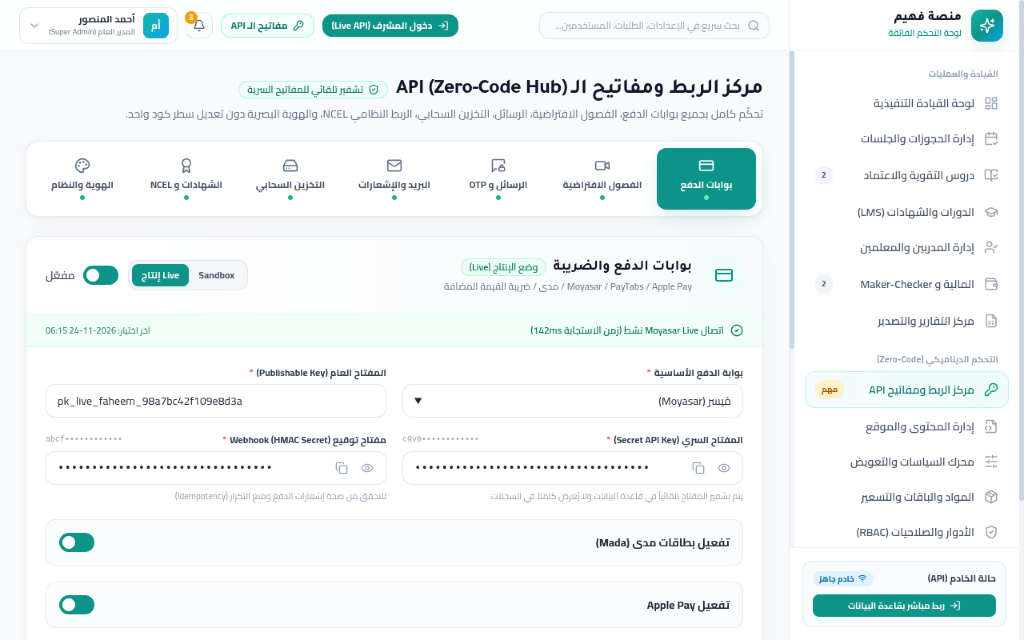 منصة فهيم
لوحة التحكم الفائقة
بحث سريع في الإعدادات، الطلبات، المستخدمين...
دخول المشرف (Live API)
مفاتيح الـ API
3
أم
أحمد المنصور
المدير العام (Super Admin)
القيادة والعمليات
لوحة القيادة التنفيذية
إدارة الحجوزات والجلسات
دروس التقوية والاعتماد
2
الدورات والشهادات (LMS)
إدارة المدربين والمعلمين
المالية و Maker-Checker
2
مركز التقارير والتصدير
التحكم الديناميكي (Zero-Code)
مركز الربط ومفاتيح API
مهم
إدارة المحتوى والموقع
محرك السياسات والتعويض
المواد والباقات والتسعير
الأدوار والصلاحيات (RBAC)
حالة الخادم (API)
خادم جاهز
ربط مباشر بقاعدة البيانات
مركز الربط ومفاتيح الـ API (Zero-Code Hub)
تشفير تلقائي للمفاتيح السرية
تحكّم كامل بجميع بوابات الدفع، الفصول الافتراضية، الرسائل، التخزين السحابي، الربط النظامي NCEL، والهوية البصرية دون تعديل سطر كود واحد.
بوابات الدفع
الفصول الافتراضية
الرسائل و OTP
البريد والإشعارات
التخزين السحابي
الشهادات و NCEL
الهوية والنظام
بوابات الدفع والضريبة
وضع الإنتاج (Live)
Moyasar / PayTabs / Apple Pay / مدى / ضريبة القيمة المضافة
Sandbox
إنتاج Live
مفعّل
اتصال Moyasar Live نشط (زمن الاستجابة 142ms)
آخر اختبار: 2026-11-24 06:15
بوابة الدفع الأساسية *
مُيسر (Moyasar)
المفتاح العام (Publishable Key) *
pk_live_faheem_98a7bc42f109e8d3a
المفتاح السري (Secret API Key) *
••••••••••••c9v0
••••••••••••••••••••••••••••••••••
يتم تشفير المفتاح تلقائياً في قاعدة البيانات ولا يُعرض كاملاً في السجلات.
مفتاح توقيع Webhook (HMAC Secret) *
••••••••••••abcf
•••••••••••••••••••••••••••••••
للتحقق من صحة إشعارات الدفع ومنع التكرار (Idempotency).
تفعيل بطاقات مدى (Mada)
تفعيل Apple Pay